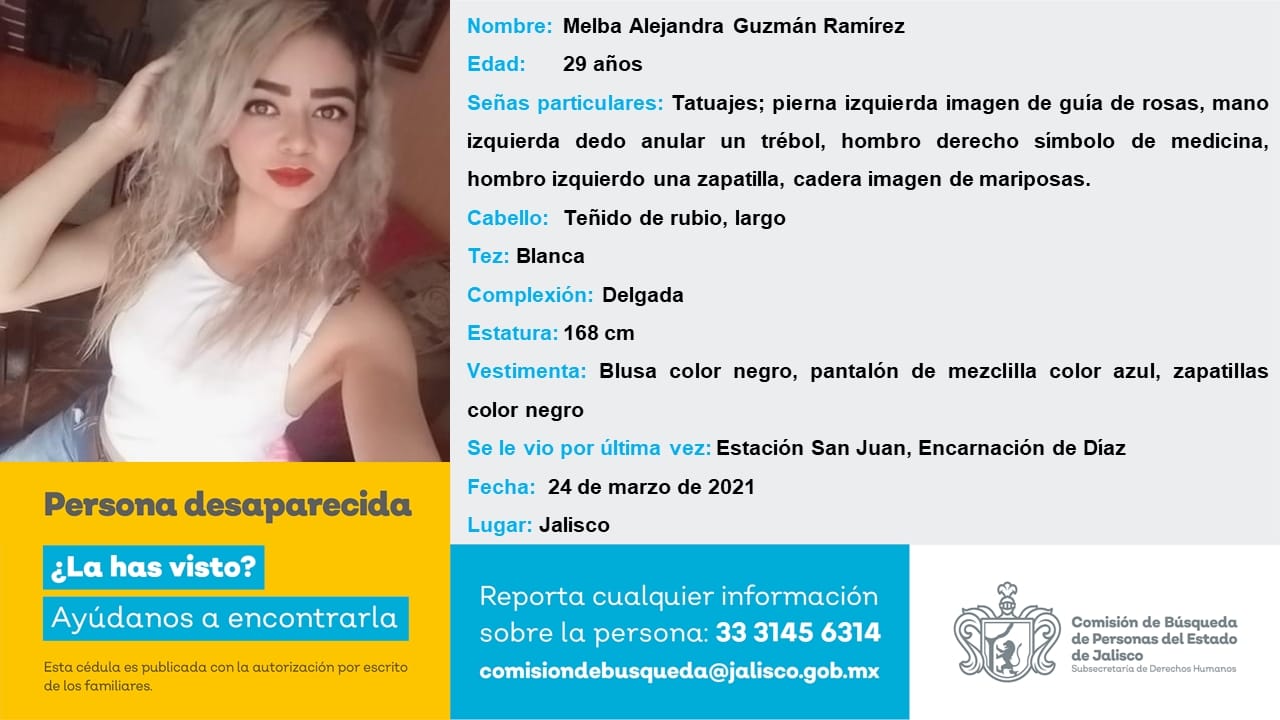 Nombre: Melba Alejandra Guzmán Ramírez
Edad: 29 años
Señas particulares: Tatuajes; pierna izquierda imagen de guía de rosas, mano
izquierda dedo anular un trébol, hombro derecho símbolo de medicina,
hombro izquierdo una zapatilla, cadera imagen de mariposas.
Cabello: Teñido de rubio, largo
Tez: Blanca
Complexión: Delgada
Estatura: 168 cm
Vestimenta: Blusa color negro, pantalón de mezclilla color azul, zapatillas
color negro
Se le vio por última vez: Estación San Juan, Encarnación de Díaz
Fecha: 24 de marzo de 2021
Lugar: Jalisco
Persona desaparecida
¿La has visto?
Ayúdanos a encontrarla
Esta cédula es publicada con la autorización por escrito
de los familiares.
Reporta cualquier información
sobre la persona: 33 3145 6314
comisiondebusqueda@jalisco.gob.mx
Comisión de Búsqueda
de Personas del Estado
de Jalisco
Subsecretaría de Derechos Humanos